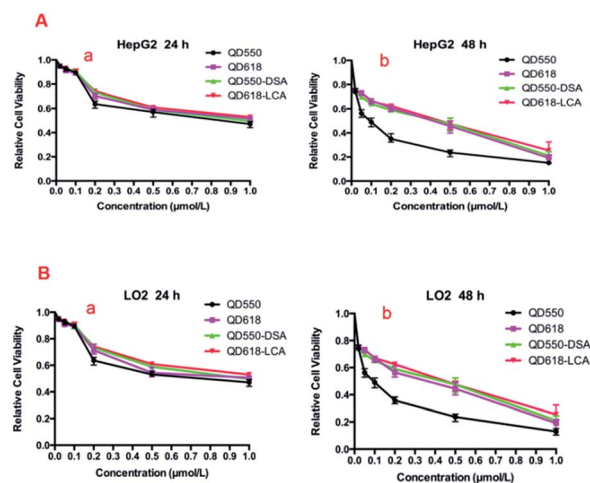 A
HepG2 24 h
a
QD550
QD618
QD550-DSA
QD618-LCA
Relative Cell Viability
1.0
0.8
0.6
0.4
0.2
0.0
0.0 0.1 0.2 0.3 0.4 0.5 0.6 0.7 0.8 0.9 1.0
Concentration (μmol/L)
HepG2 48 h
b
QD550
QD618
QD550-DSA
QD618-LCA
Relative Cell Viability
1.0
0.8
0.6
0.4
0.2
0.0
0.0 0.1 0.2 0.3 0.4 0.5 0.6 0.7 0.8 0.9 1.0
Concentration (μmol/L)
B
LO2 24 h
a
QD550
QD618
QD550-DSA
QD618-LCA
Relative Cell Viability
1.0
0.8
0.6
0.4
0.2
0.0
0.0 0.1 0.2 0.3 0.4 0.5 0.6 0.7 0.8 0.9 1.0
Concentration (μmol/L)
LO2 48 h
b
QD550
QD618
QD550-DSA
QD618-LCA
Relative Cell Viability
1.0
0.8
0.6
0.4
0.2
0.0
0.0 0.1 0.2 0.3 0.4 0.5 0.6 0.7 0.8 0.9 1.0
Concentration (μmol/L)